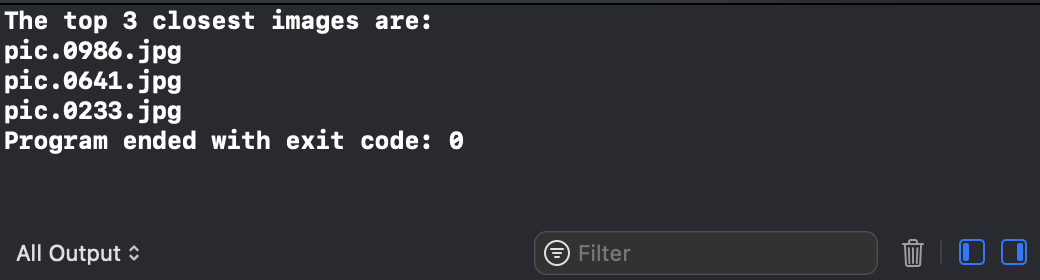 The top 3 closest images are:
pic.0986.jpg
pic.0641.jpg
pic.0233.jpg
Program ended with exit code: 0
All Output
Filter